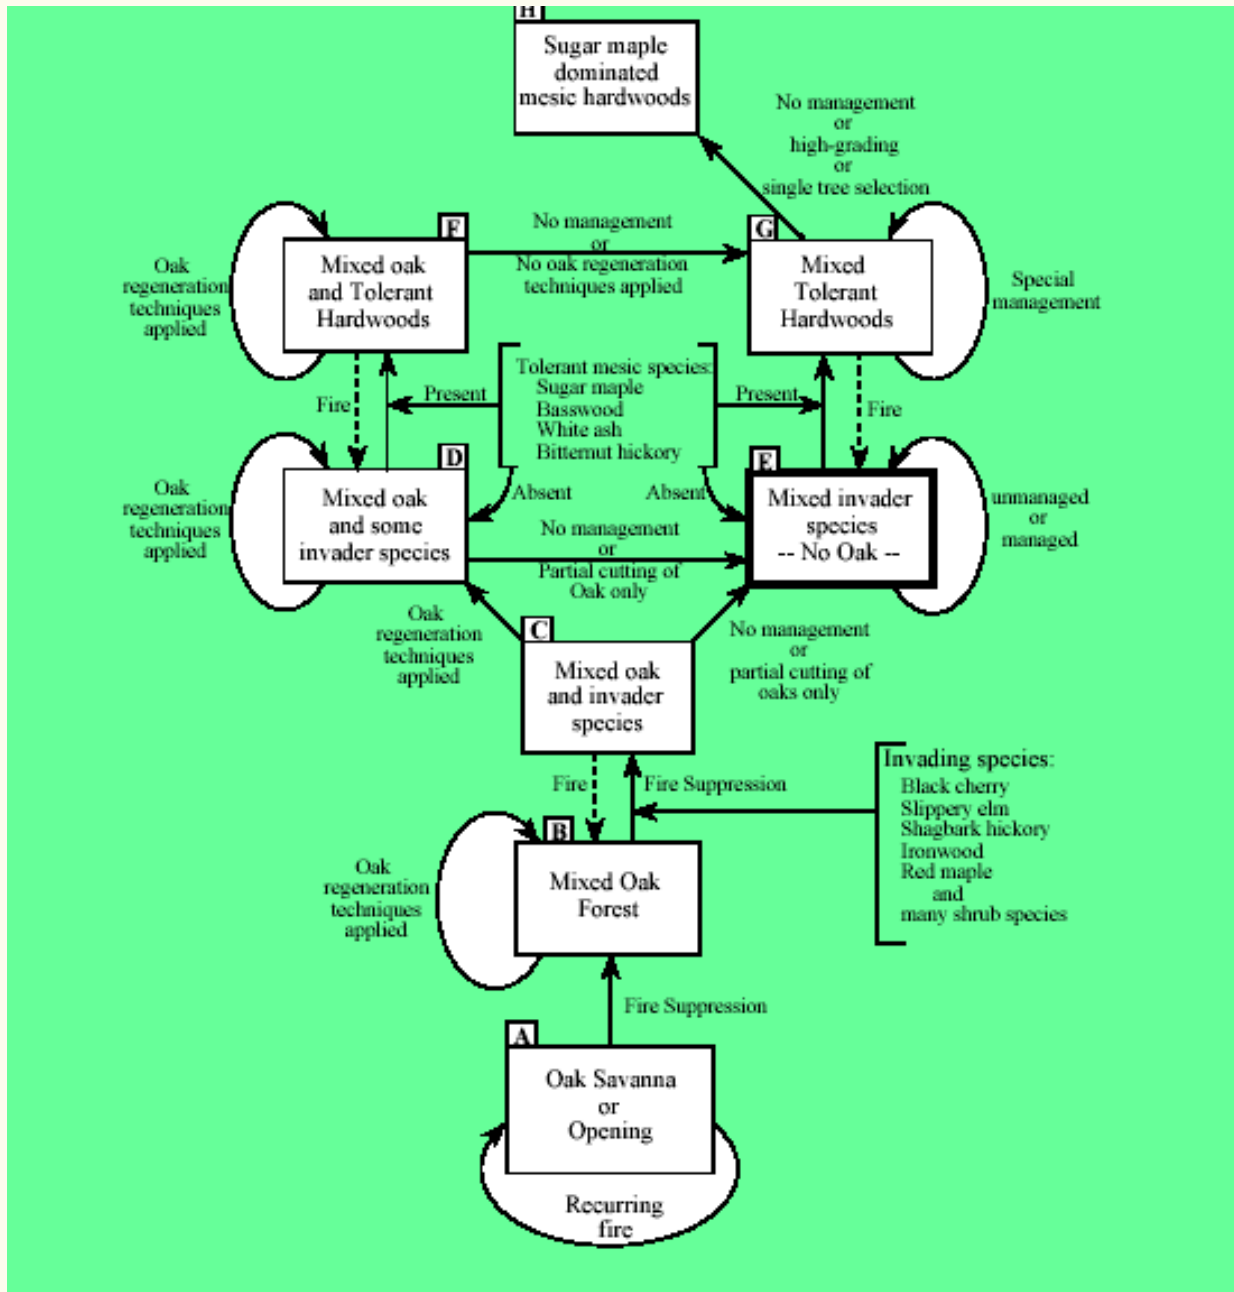 H
Sugar maple
dominated
mesic hardwoods
No management
or
high-grading
or
single tree selection
F
Mixed oak
and Tolerant
Hardwoods
Oak
regeneration
techniques
applied
No management
or
No oak regeneration
techniques applied
G
Mixed
Tolerant
Hardwoods
Special
management
Fire
Present
Tolerant mesic species:
Sugar maple
Basswood
White ash
Bitternut hickory
Present
Fire
Absent
Absent
D
Mixed oak
and some
invader species
Oak
regeneration
techniques
applied
No management
or
Partial cutting of
Oak only
E
Mixed invader
species
-- No Oak --
unmanaged
or
managed
Oak
regeneration
techniques
applied
C
Mixed oak
and invader
species
No management
or
partial cutting of
oaks only
Fire
Fire Suppression
Invading species:
Black cherry
Slippery elm
Shagbark hickory
Ironwood
Red maple
and
many shrub species
B
Mixed Oak
Forest
Oak
regeneration
techniques
applied
Fire Suppression
A
Oak Savanna
or
Opening
Recurring
fire